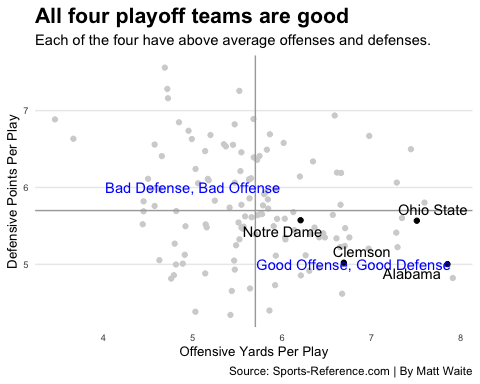 All four playoff teams are good
Each of the four have above average offenses and defenses.
Defensive Points Per Play
7
6
5
Bad Defense, Bad Offense
Ohio State
Notre Dame
Clemson
Good Offense, Good Defense
Alabama
4 5 6 7 8
Offensive Yards Per Play
Source: Sports-Reference.com | By Matt Waite